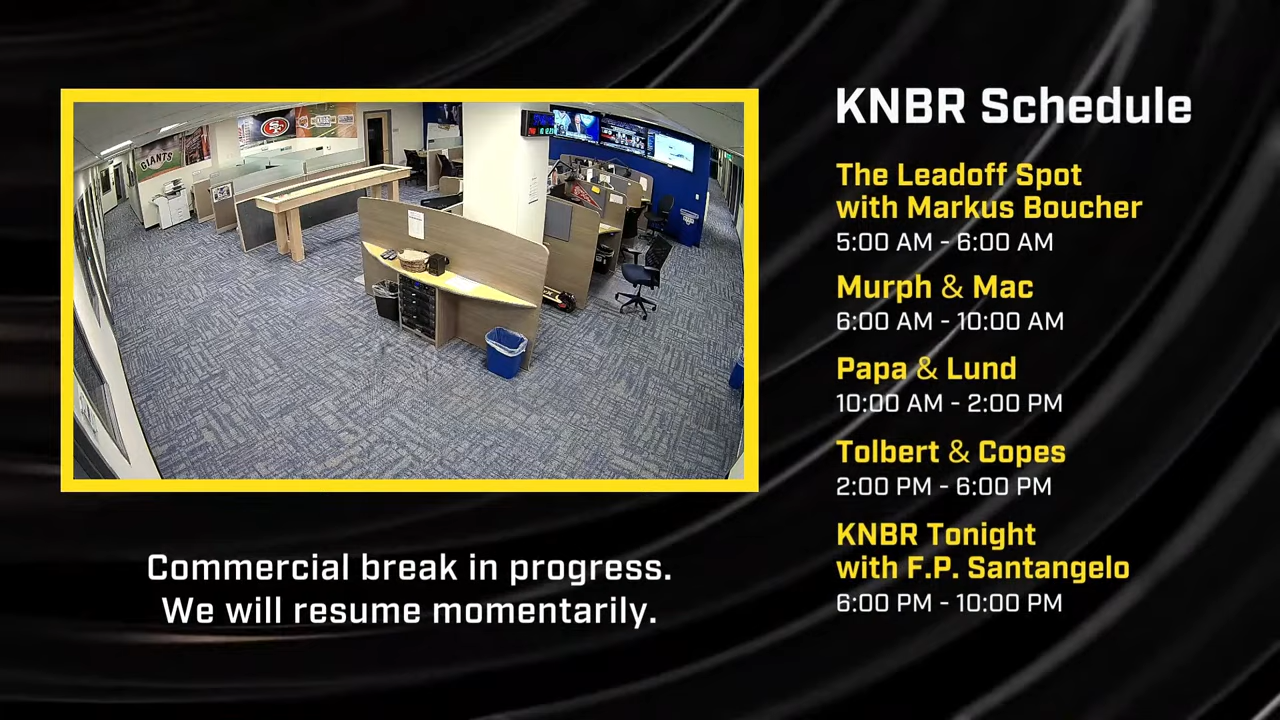 KNBR Schedule
The Leadoff Spot
with Markus Boucher
5:00 AM - 6:00 AM
Murph & Mac
6:00 AM - 10:00 AM
Papa & Lund
10:00 AM - 2:00 PM
Tolbert & Copes
2:00 PM - 6:00 PM
KNBR Tonight
with F.P. Santangelo
6:00 PM - 10:00 PM
GIANTS
Commercial break in progress.
We will resume momentarily.